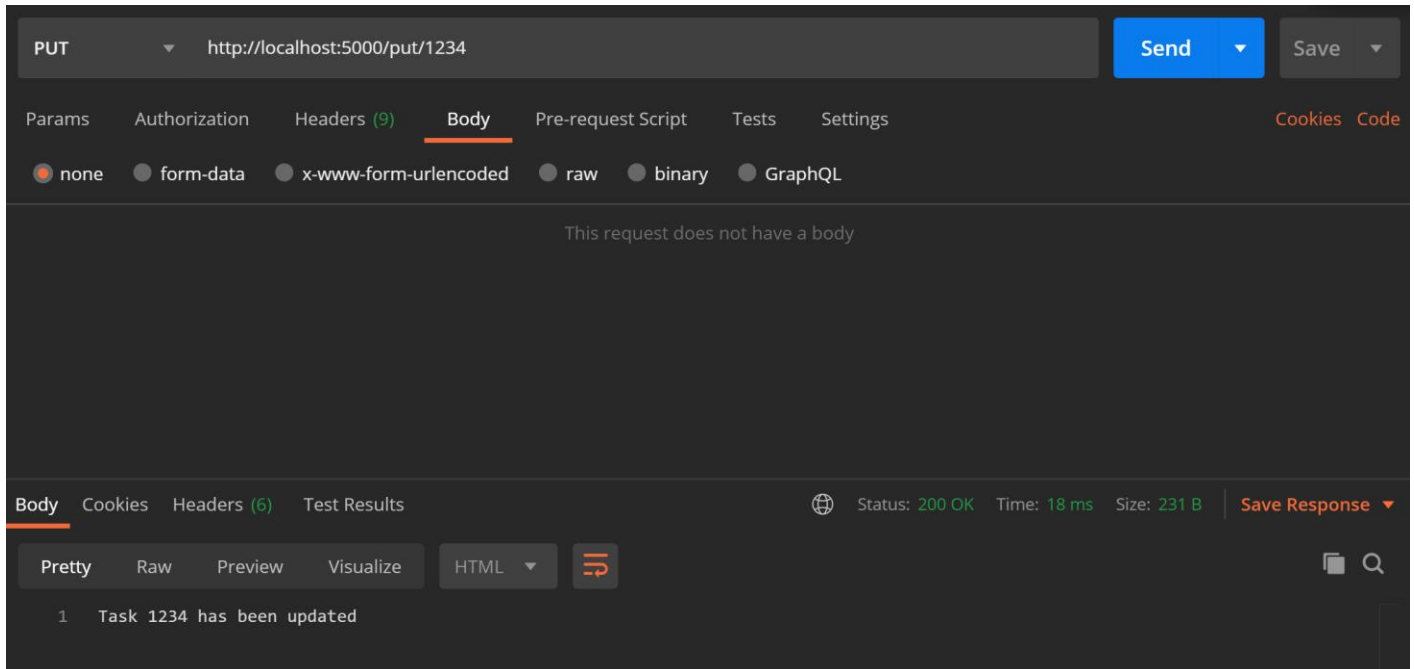 PUT http://localhost:5000/put/1234 Send Save
Params Authorization Headers (9) Body Pre-request Script Tests Settings Cookies Code
none form-data x-www-form-urlencoded raw binary GraphQL
This request does not have a body
Body Cookies Headers (6) Test Results Status: 200 OK Time: 18 ms Size: 231 B Save Response
Pretty Raw Preview Visualize HTML
1 Task 1234 has been updated